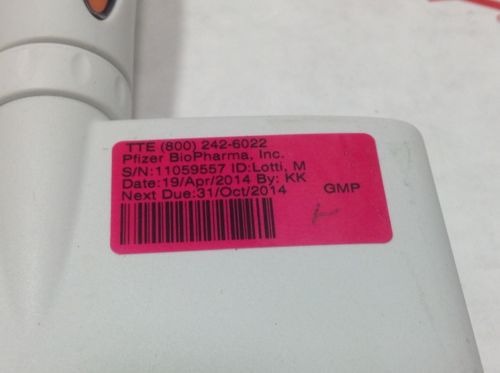 TTE (800) 242-6022
Pfizer BioPharma, Inc.
S/N:11059557 ID:Lotti, M
Date:19/Apr/2014 By: KK
Next Due:31/Oct/2014 GMP